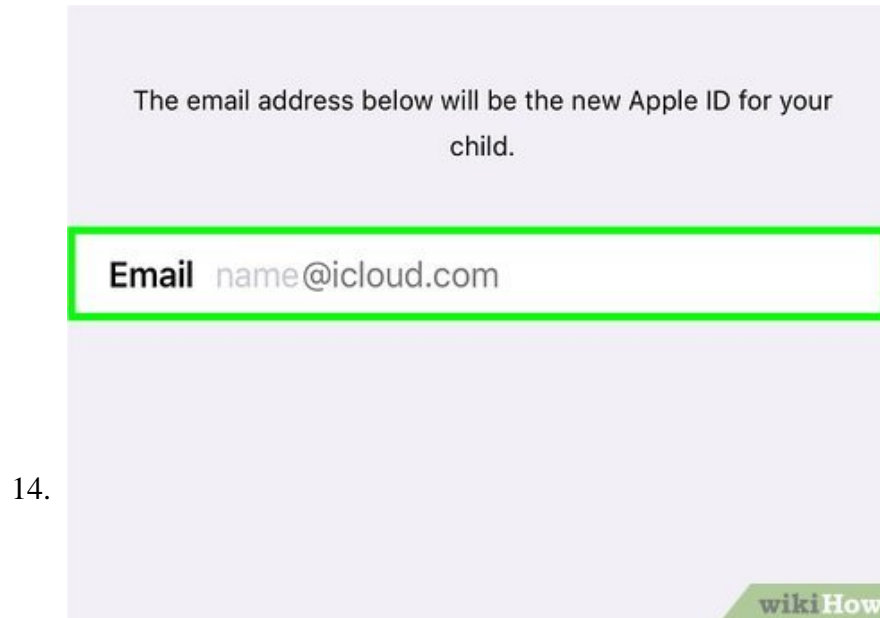 The email address below will be the new Apple ID for your
child.
Email name@icloud.com
14.
wikiHow